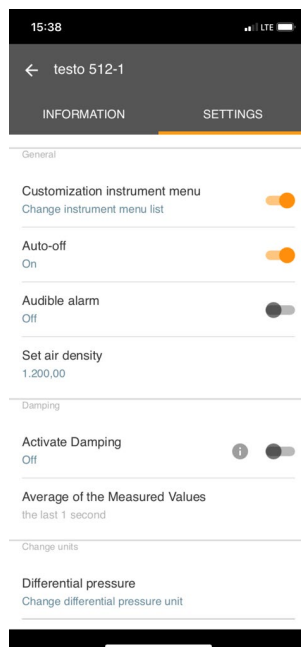 15:38
LTE
testo 512-1
INFORMATION
SETTINGS
General
Customization instrument menu
Change instrument menu list
Auto-off
On
Audible alarm
Off
Set air density
1.200,00
Damping
Activate Damping
Off
Average of the Measured Values
the last 1 second
Change units
Differential pressure
Change differential pressure unit